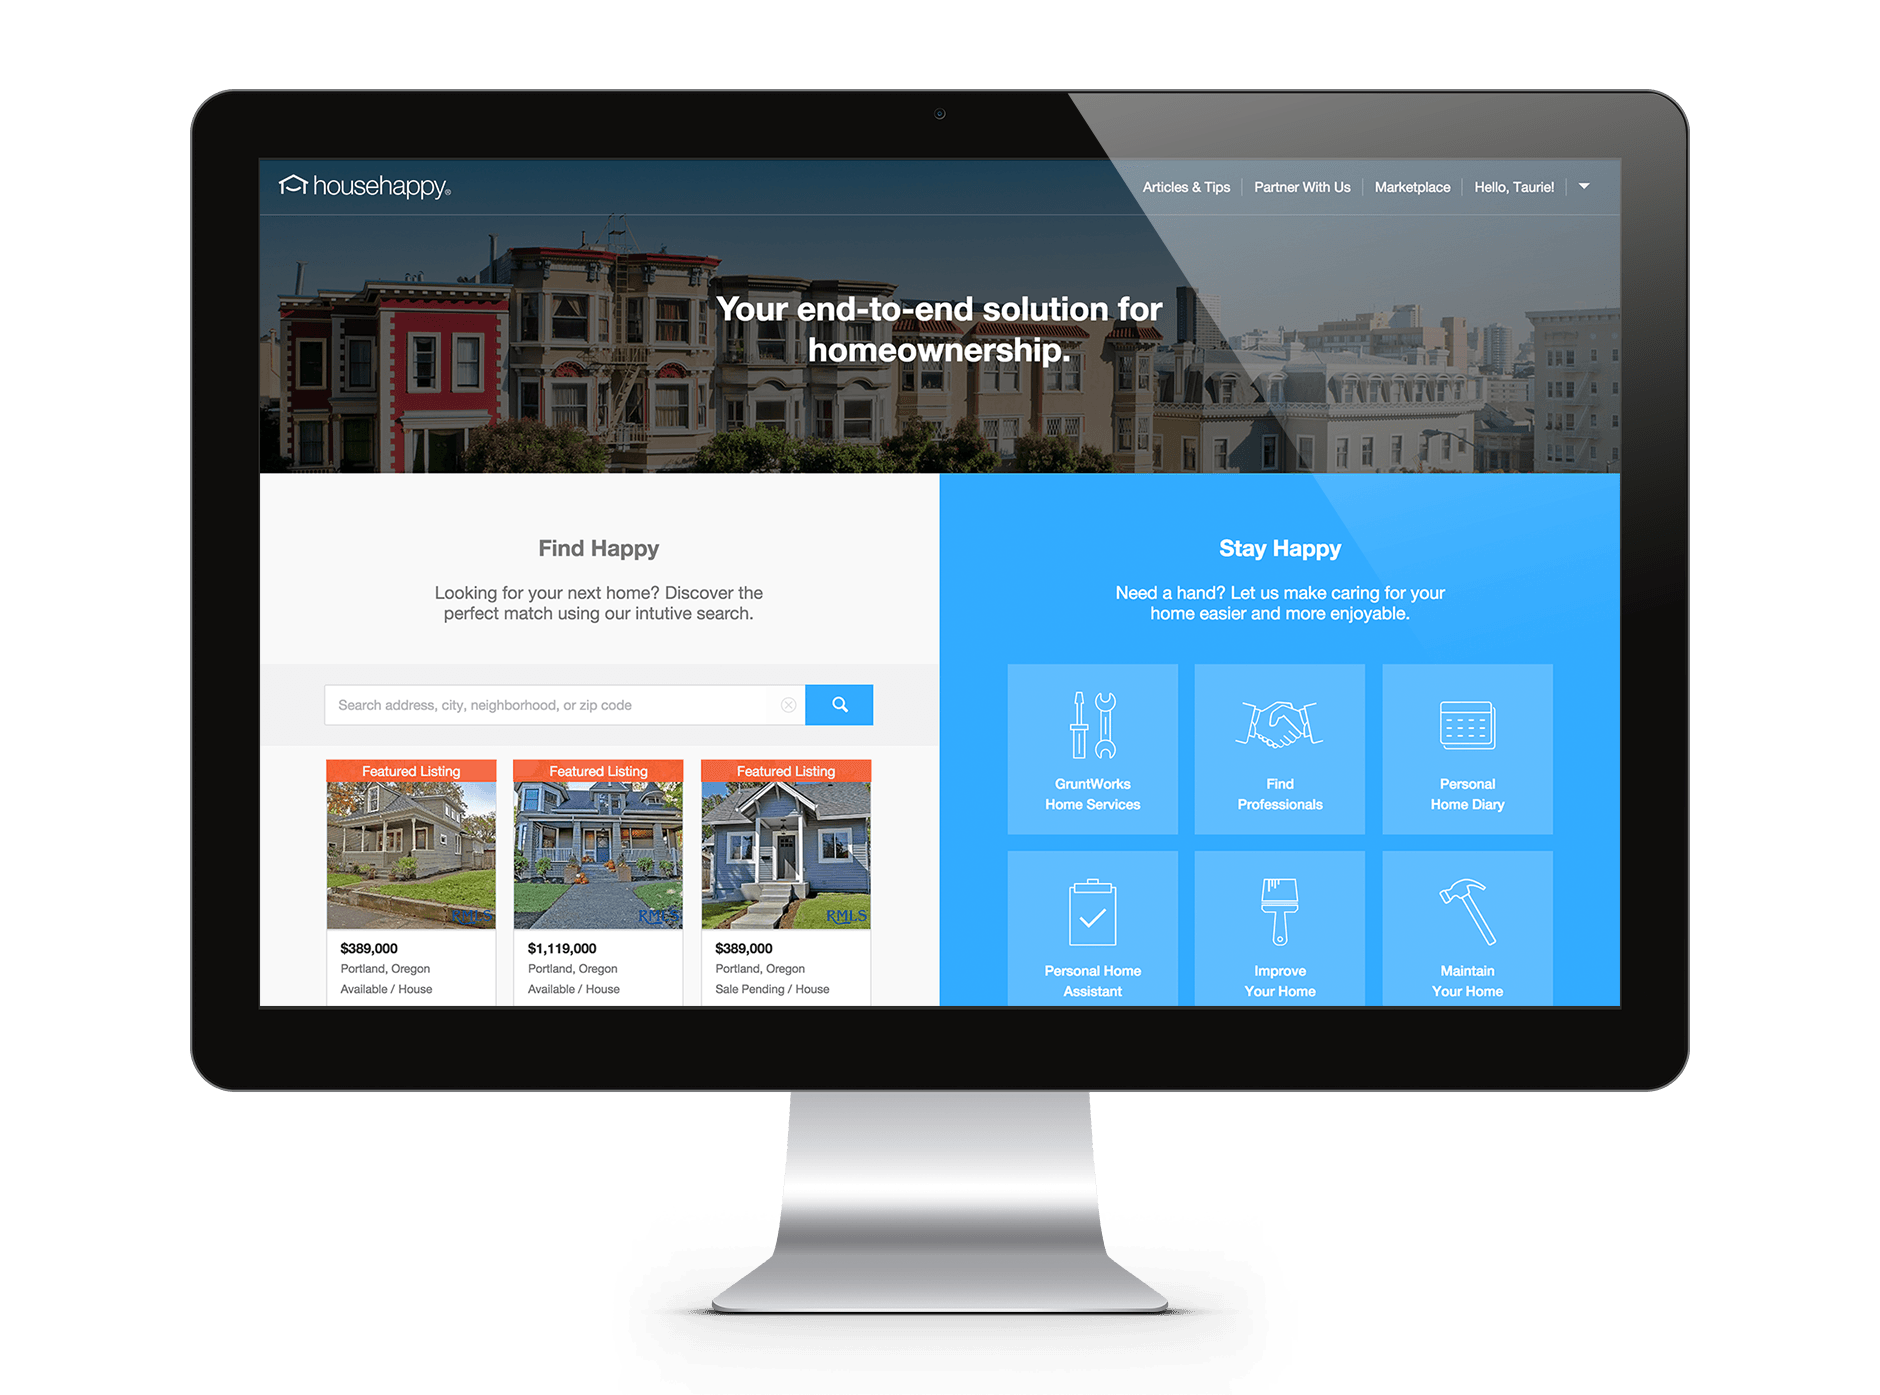 househappy®
Articles & Tips
Partner With Us
Marketplace
Hello, Taurie!
Your end-to-end solution for
homeownership.
Find Happy
Looking for your next home? Discover the
perfect match using our intutive search.
Search address, city, neighborhood, or zip code
Featured Listing
RMLS
$389,000
Portland, Oregon
Available / House
Featured Listing
RMLS
$1,119,000
Portland, Oregon
Available / House
Featured Listing
RMLS
$389,000
Portland, Oregon
Sale Pending / House
Stay Happy
Need a hand? Let us make caring for your
home easier and more enjoyable.
GruntWorks
Home Services
Find
Professionals
Personal
Home Diary
Personal Home
Assistant
Improve
Your Home
Maintain
Your Home